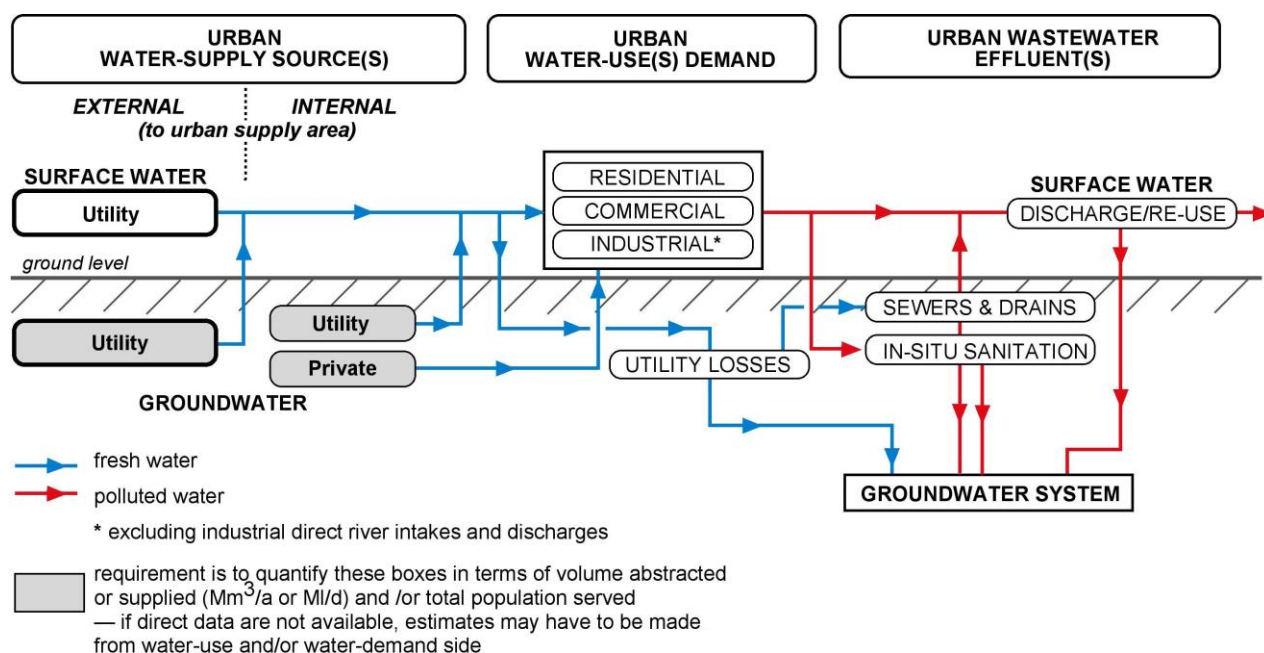 URBAN
WATER-SUPPLY SOURCE(S)
URBAN
WATER-USE(S) DEMAND
URBAN WASTEWATER
EFFLUENT(S)
EXTERNAL
INTERNAL
(to urban supply area)
SURFACE WATER
Utility
RESIDENTIAL
COMMERCIAL
INDUSTRIAL*
SURFACE WATER
DISCHARGE/RE-USE
ground level
Utility
Utility
Private
GROUNDWATER
UTILITY LOSSES
SEWERS & DRAINS
IN-SITU SANITATION
GROUNDWATER SYSTEM
fresh water
polluted water
* excluding industrial direct river intakes and discharges
requirement is to quantify these boxes in terms of volume abstracted
or supplied (Mm³/a or Ml/d) and /or total population served
— if direct data are not available, estimates may have to be made
from water-use and/or water-demand side